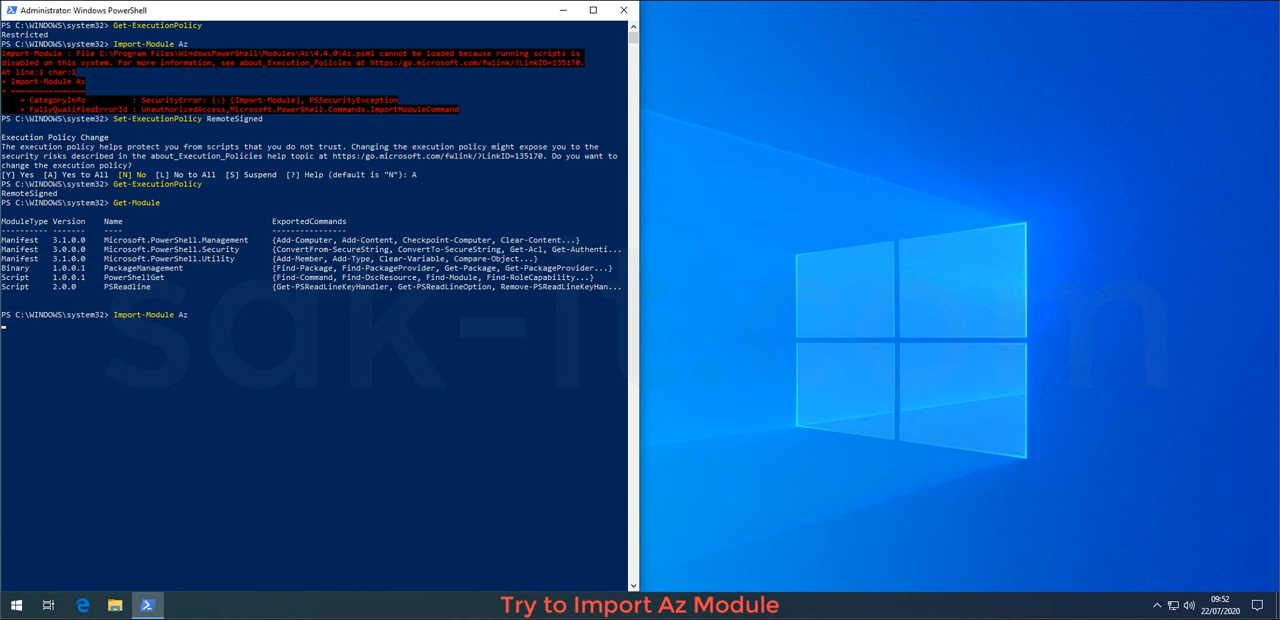 Administrator: Windows PowerShell
PS C:\WINDOWS\system32> Get-ExecutionPolicy
Restricted
PS C:\WINDOWS\system32> Import-Module Az
Import-Module : File C:\Program Files\WindowsPowerShell\Modules\Az\4.4.0\Az.psm1 cannot be loaded because running scripts is
disabled on this system. For more information, see about_Execution_Policies at https:/go.microsoft.com/fwlink/?LinkID=135170.
At line:1 char:1
+ Import-Module Az
+ ~~~~~~~~~~~~~~~~
+ CategoryInfo          : SecurityError: (:) [Import-Module], PSSecurityException
+ FullyQualifiedErrorId : UnauthorizedAccess,Microsoft.PowerShell.Commands.ImportModuleCommand
PS C:\WINDOWS\system32> Set-ExecutionPolicy RemoteSigned
Execution Policy Change
The execution policy helps protect you from scripts that you do not trust. Changing the execution policy might expose you to the
security risks described in the about_Execution_Policies help topic at https:/go.microsoft.com/fwlink/?LinkID=135170. Do you want to
change the execution policy?
[Y] Yes  [A] Yes to All  [N] No  [L] No to All  [S] Suspend  [?] Help (default is "N"): A
PS C:\WINDOWS\system32> Get-ExecutionPolicy
RemoteSigned
PS C:\WINDOWS\system32> Get-Module
ModuleType Version    Name                                ExportedCommands
---------- -------    ----                                ----------------
Manifest   3.1.0.0    Microsoft.PowerShell.Management     {Add-Computer, Add-Content, Checkpoint-Computer, Clear-Content...}
Manifest   3.0.0.0    Microsoft.PowerShell.Security       {ConvertFrom-SecureString, ConvertTo-SecureString, Get-Acl, Get-Authenti...
Manifest   3.1.0.0    Microsoft.PowerShell.Utility        {Add-Member, Add-Type, Clear-Variable, Compare-Object...}
Binary     1.0.0.1    PackageManagement                   {Find-Package, Find-PackageProvider, Get-Package, Get-PackageProvider...}
Script     1.0.0.1    PowerShellGet                       {Find-Command, Find-DscResource, Find-Module, Find-RoleCapability...}
Script     2.0.0      PSReadline                          {Get-PSReadLineKeyHandler, Get-PSReadLineOption, Remove-PSReadLineKeyHan...
PS C:\WINDOWS\system32> Import-Module Az
sak-it.com
Try to Import Az Module
09:52
22/07/2020